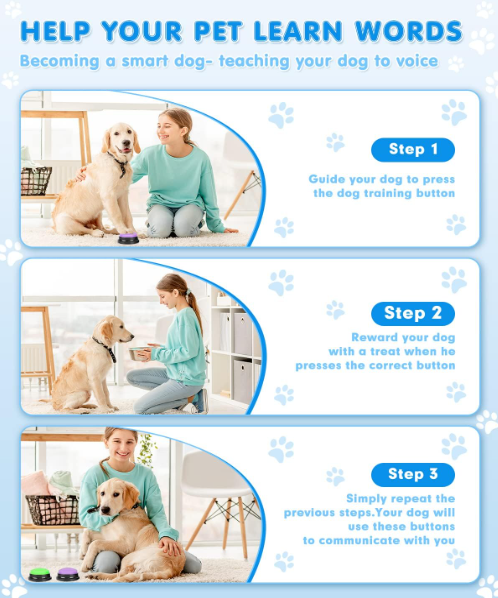 HELP YOUR PET LEARN WORDS
Becoming a smart dog- teaching your dog to voice
Step 1
Guide your dog to press
the dog training button
Step 2
Reward your dog
with a treat when he
presses the correct button
Step 3
Simply repeat the
previous steps.Your dog will
use these buttons
to communicate with you